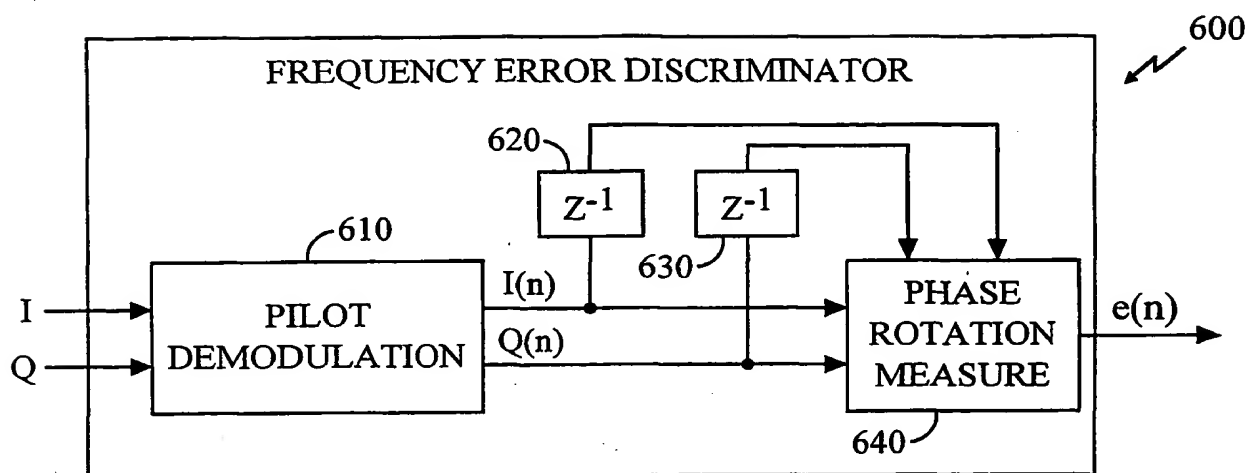 600
FREQUENCY ERROR DISCRIMINATOR
620
Z-1
Z-1
630
610
I
Q
PILOT
DEMODULATION
I(n)
Q(n)
PHASE
ROTATION
MEASURE
e(n)
640